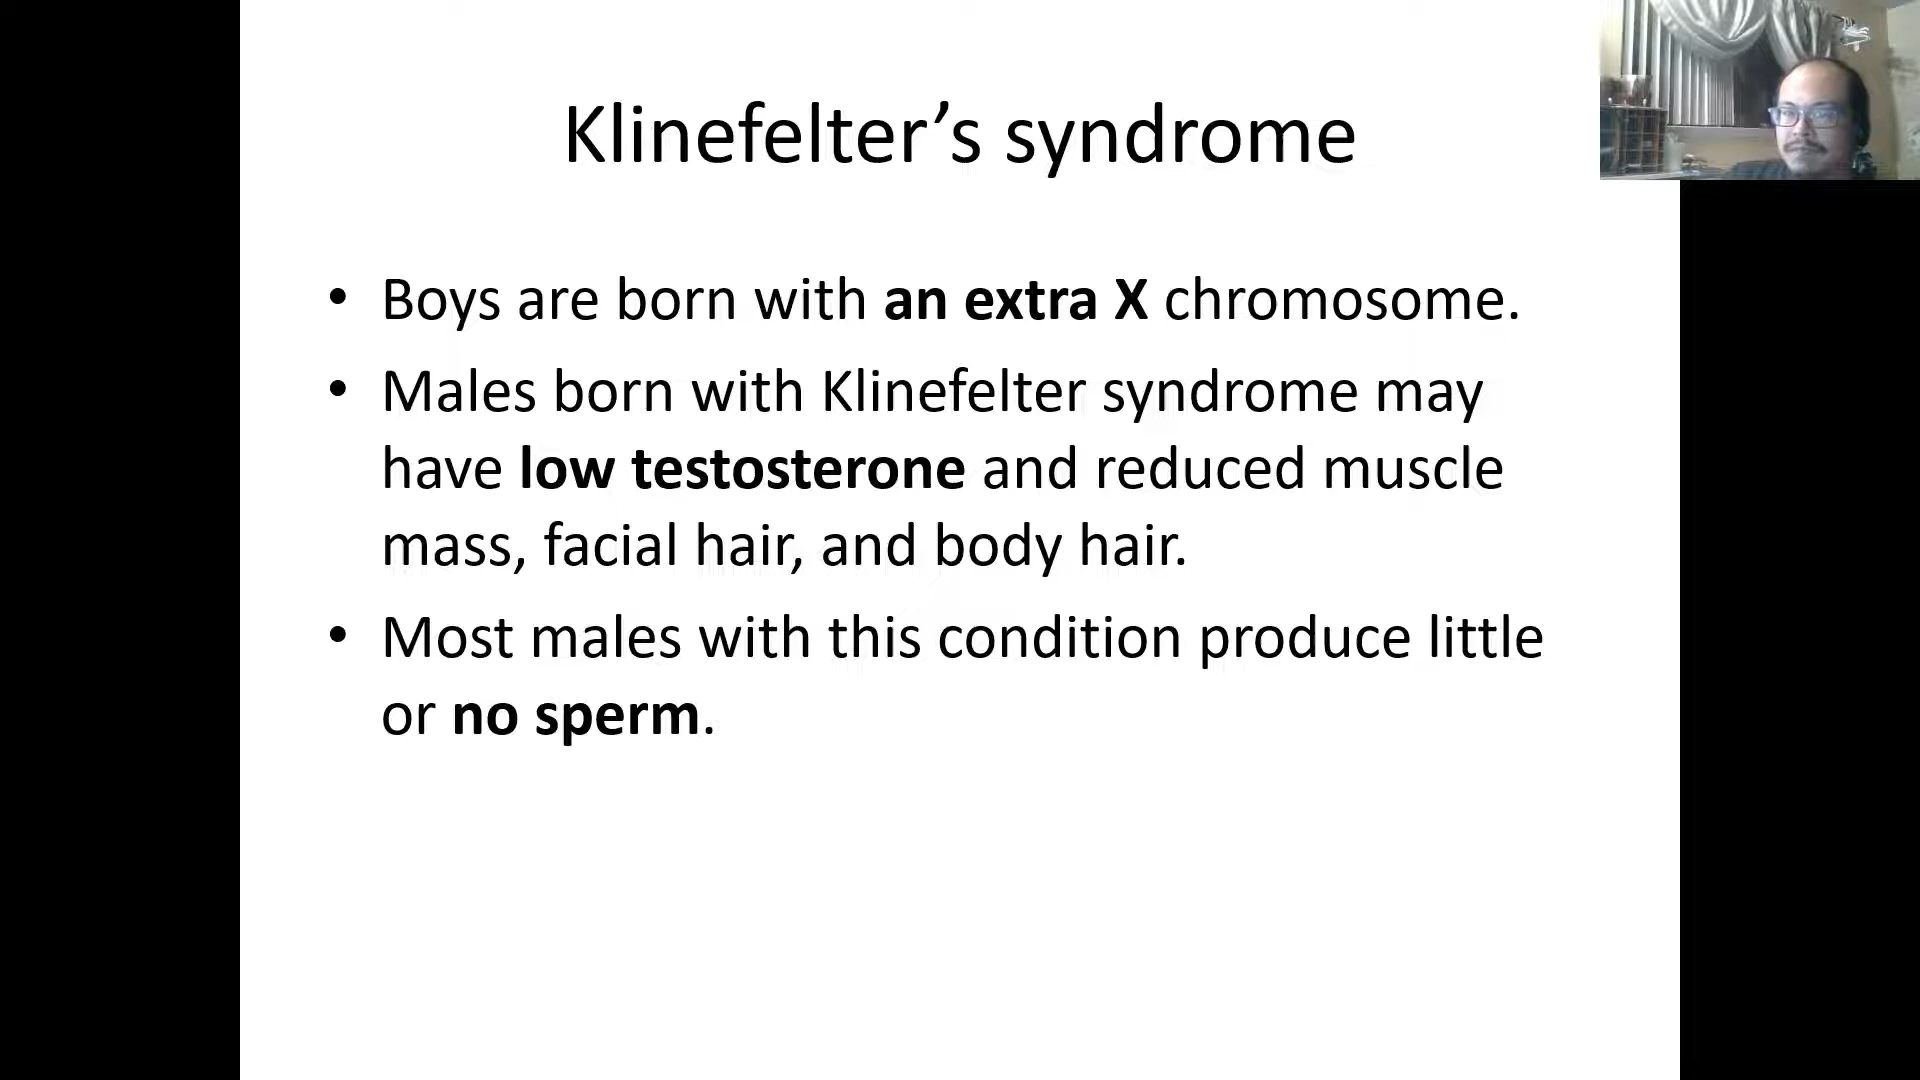 Klinefelter’s syndrome
• Boys are born with an extra X chromosome.
• Males born with Klinefelter syndrome may
have low testosterone and reduced muscle
mass, facial hair, and body hair.
• Most males with this condition produce little
or no sperm.